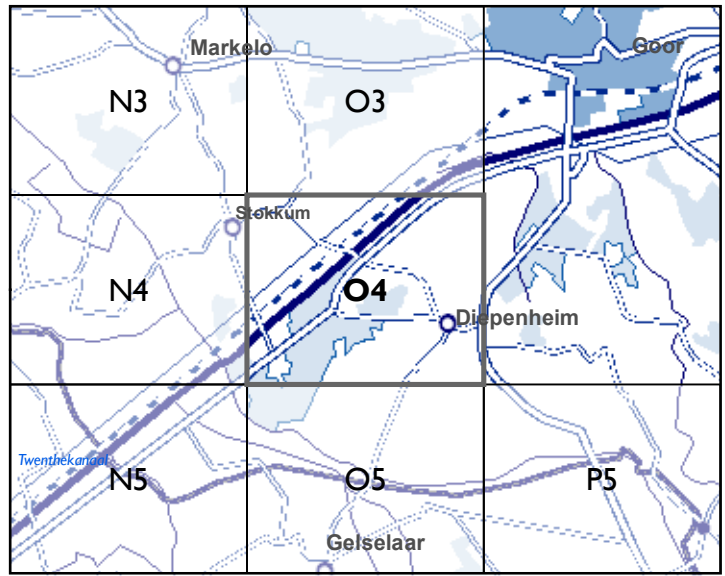 Markelo
Goor
N3
O3
Stokkum
N4
O4
Diepenheim
Twenthekanaal
N5
O5
P5
Gelselaar